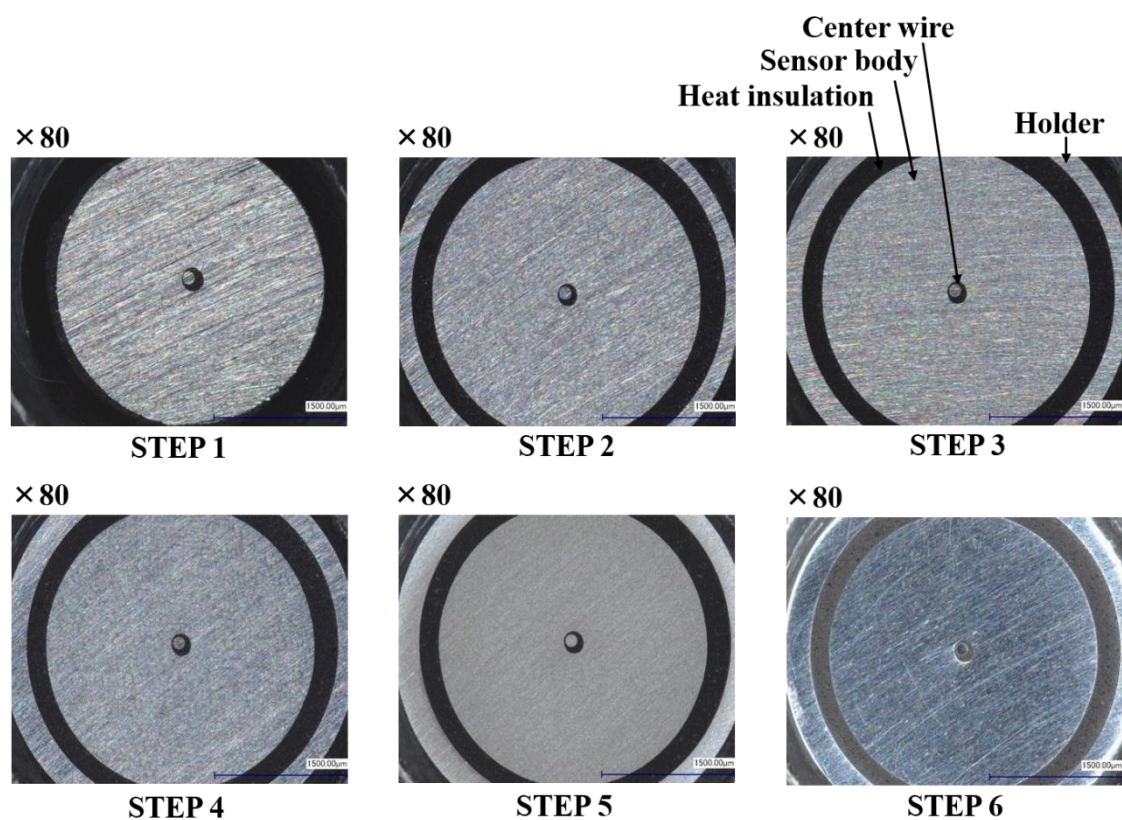 Center wire
Sensor body
Heat insulation
Holder
×80
×80
×80
1500.00μm
1500.00μm
1500.00μm
STEP 1
STEP 2
STEP 3
×80
×80
×80
1500.00μm
1500.00μm
1500.00μm
STEP 4
STEP 5
STEP 6